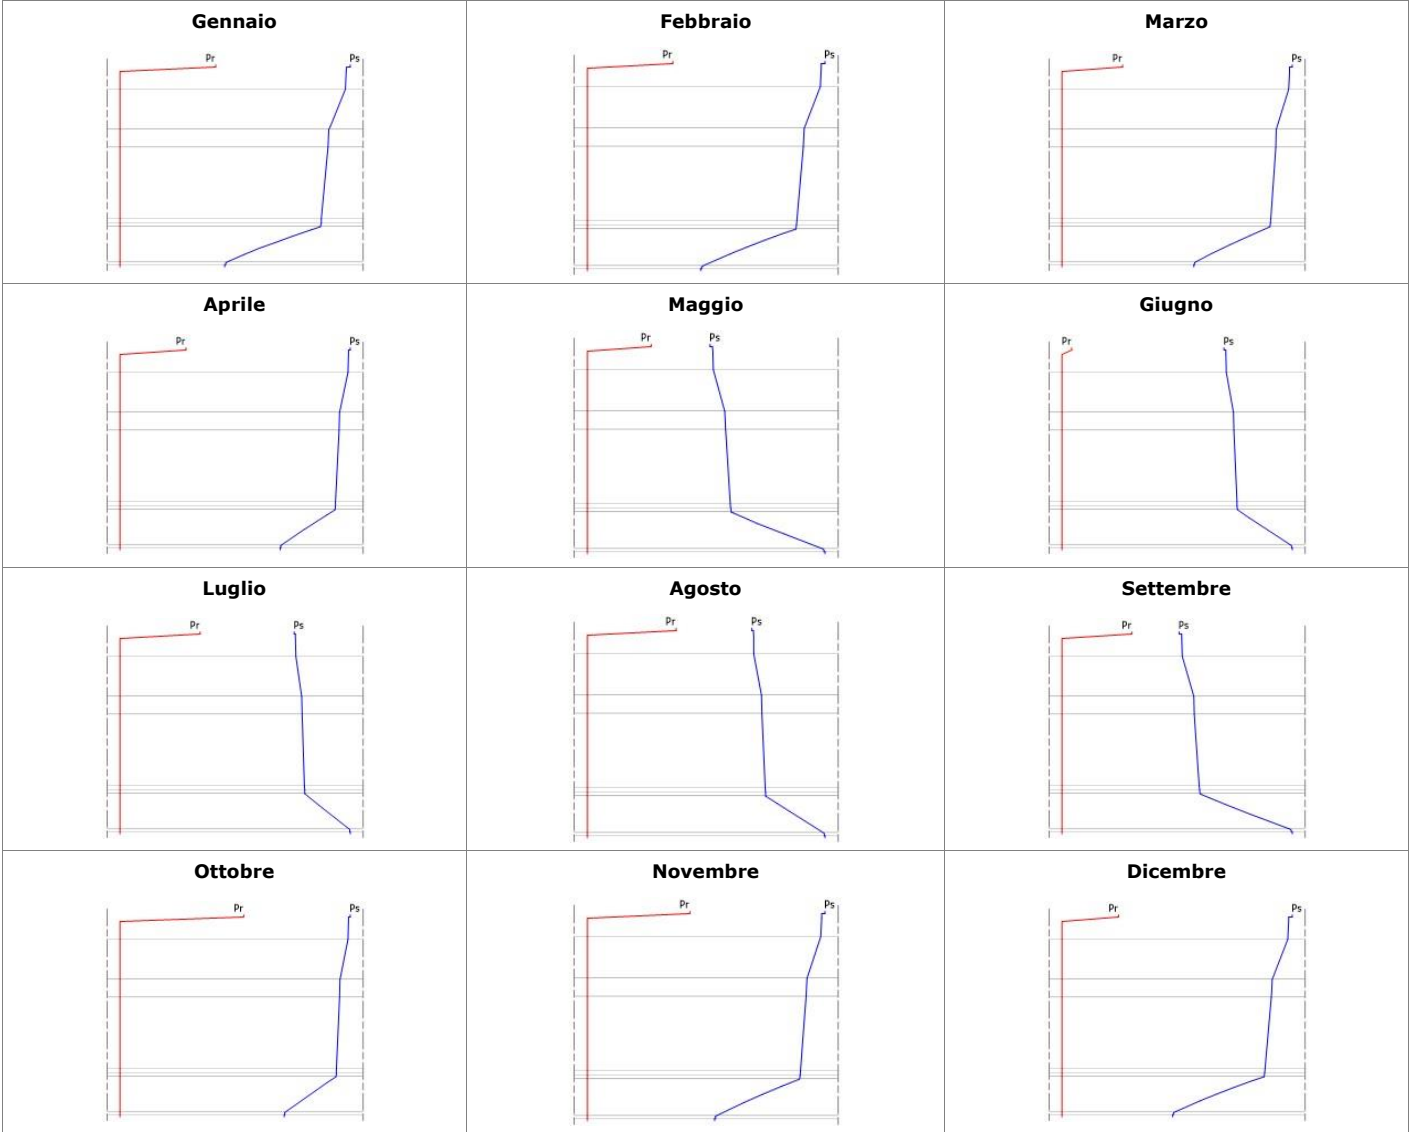 Gennaio Febbraio Marzo
Pr Ps Pr Ps Pr Ps
Aprile Maggio Giugno
Pr Ps Pr Ps Pr Ps
Luglio Agosto Settembre
Pr Ps Pr Ps Pr Ps
Ottobre Novembre Dicembre
Pr Ps Pr Ps Pr Ps